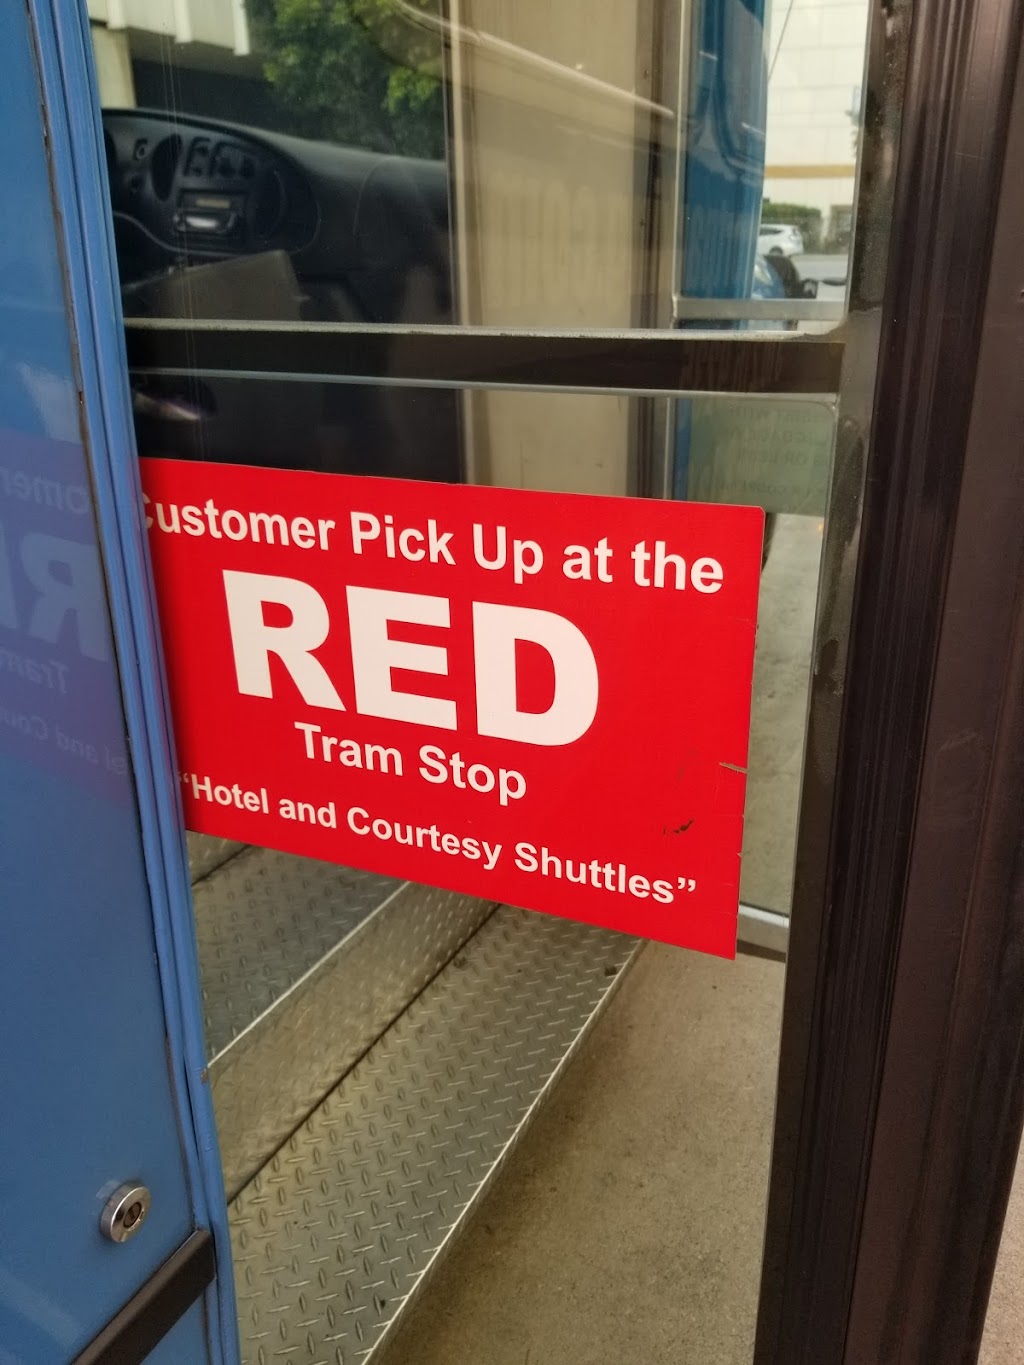 Customer Pick Up at the
RED
Tram Stop
“Hotel and Courtesy Shuttles”